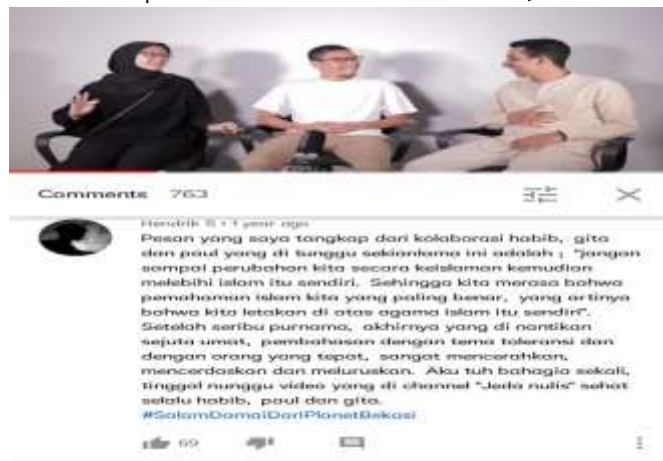 Comments 763
Hendrik S • 1 year ago
Pesan yang saya tangkap dari kolaborasi habib, gita
dan paul yang di tunggu sekianlama ini adalah ; "jangan
sampai perubahan kita secara keislaman kemudian
melebihi islam itu sendiri. Sehingga kita merasa bahwa
pemahaman islam kita yang paling benar, yang artinya
bahwa kita letakan di atas agama islam itu sendiri".
Setelah seribu purnama, akhirnya yang di nantikan
sejuta umat, pembahasan dengan tema toleransi dan
dengan orang yang tepat, sangat mencerahkan,
mencerdaskan dan meluruskan. Aku tuh bahagia sekali,
tinggal nunggu video yang di channel "Jeda nulis" sehat
selalu habib, paul dan gita.
#SalamDamaiDariPlanetBekasi
69